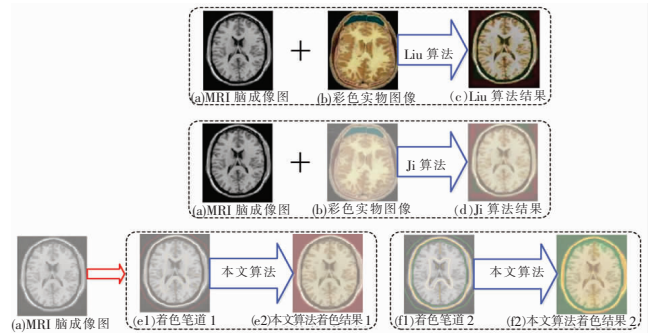 Liu 算法
(a)MRI 脑成像图 (b)彩色实物图像 (c)Liu 算法结果
Ji 算法
(a)MRI 脑成像图 (b)彩色实物图像 (d)Ji 算法结果
本文算法 本文算法
(a)MRI 脑成像图 (e1)着色笔道 1 (e2)本文算法着色结果 1 (f1)着色笔道 2 (f2)本文算法着色结果 2